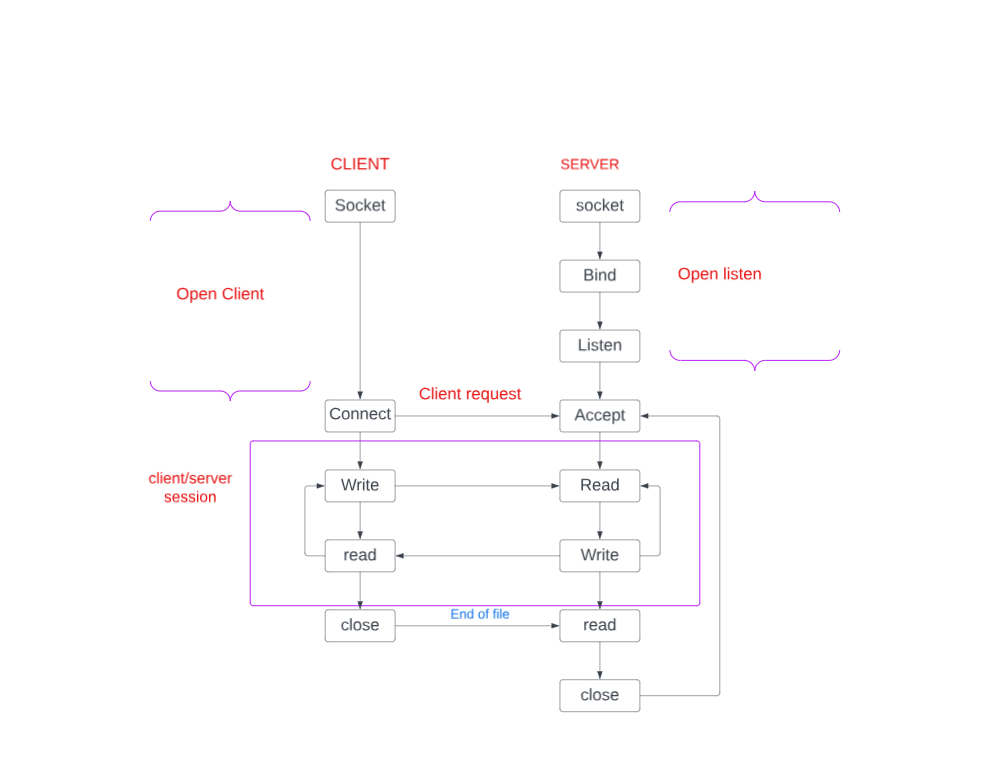 CLIENT
SERVER
Socket
socket
Bind
Open listen
Open Client
Listen
Client request
Connect
Accept
client/server
session
Write
Read
read
Write
End of file
close
read
close